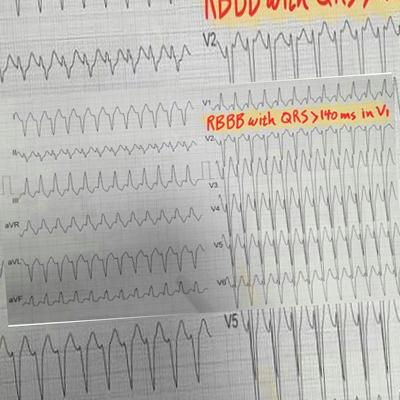 RBBB with QRS >
V2
V1
RBBB with QRS > 140 ms in V1
V2
II
V3
III
V4
aVR
V5
aVL
V6
aVF
V5